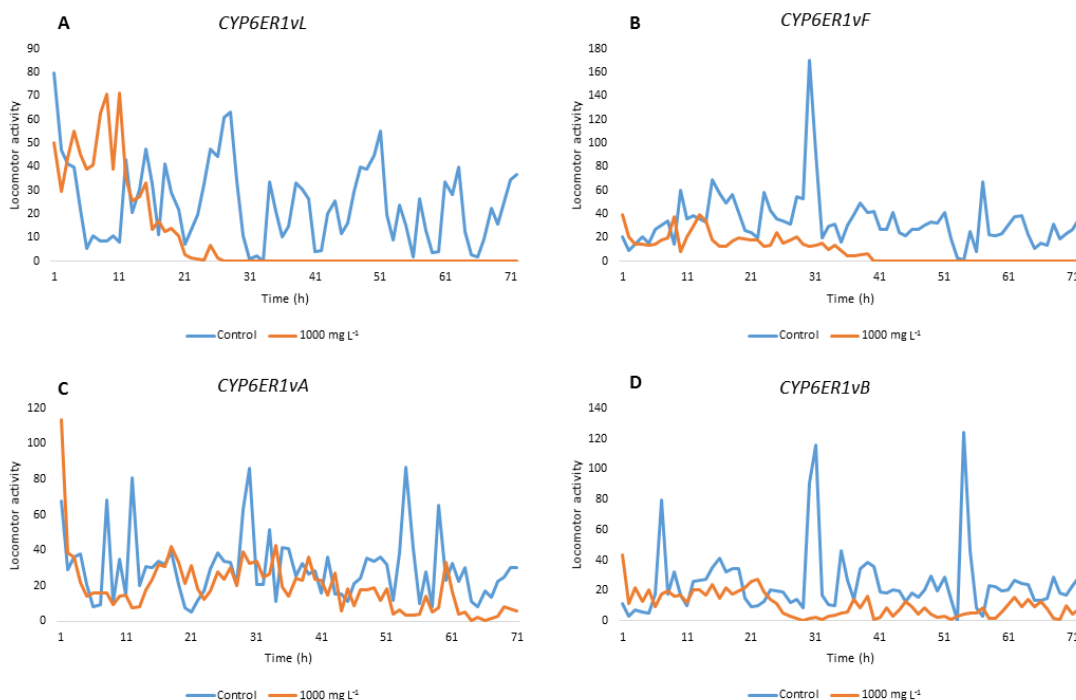 A
CYP6ER1vL
Locomotor activity
90
80
70
60
50
40
30
20
10
0
1 11 21 31 41 51 61 71
Time (h)
Control 1000 mg L⁻¹
B
CYP6ER1vF
Locomotor activity
180
160
140
120
100
80
60
40
20
0
1 11 21 31 41 51 61 71
Time (h)
Control 1000 mg L⁻¹
C
CYP6ER1vA
Locomotor activity
120
100
80
60
40
20
0
1 11 21 31 41 51 61 71
Time (h)
Control 1000 mg L⁻¹
D
CYP6ER1vB
Locomotor activity
140
120
100
80
60
40
20
0
1 11 21 31 41 51 61 71
Time (h)
Control 1000 mg L⁻¹